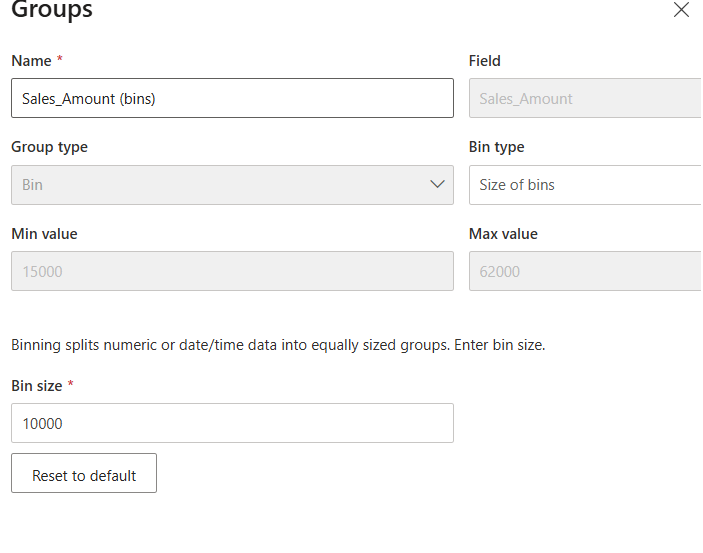 Groups
Name *
Field
Sales_Amount (bins)
Sales_Amount
Group type
Bin type
Bin
Size of bins
Min value
Max value
15000
62000
Binning splits numeric or date/time data into equally sized groups. Enter bin size.
Bin size *
10000
Reset to default